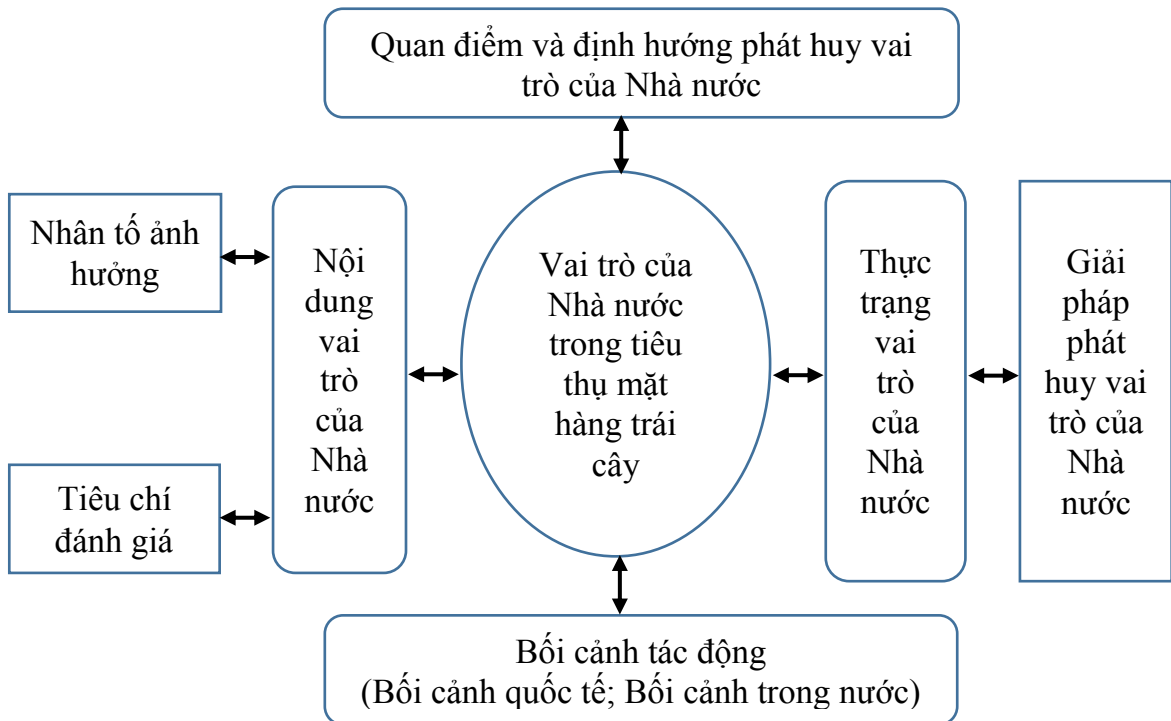 Quan điểm và định hướng phát huy vai
trò của Nhà nước
Nhân tố ảnh
hưởng
Tiêu chí
đánh giá
Nội
dung
vai
trò
của
Nhà
nước
Vai trò của
Nhà nước
trong tiêu
thụ mặt
hàng trái
cây
Thực
trạng
vai
trò
của
Nhà
nước
Giải
pháp
phát
huy vai
trò của
Nhà
nước
Bối cảnh tác động
(Bối cảnh quốc tế; Bối cảnh trong nước)